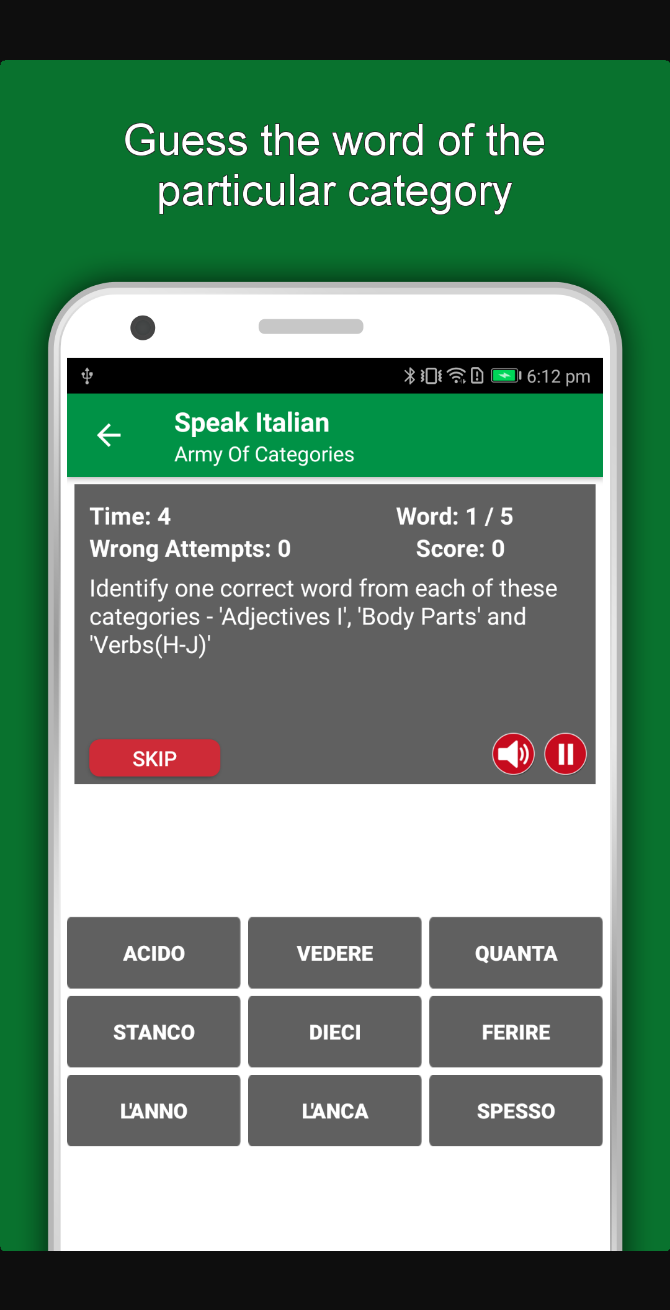 Guess the word of the
particular category
6:12 pm
Speak Italian
Army Of Categories
Time: 4
Word: 1 / 5
Wrong Attempts: 0
Score: 0
Identify one correct word from each of these
categories - 'Adjectives I', 'Body Parts' and
'Verbs(H-J)'
SKIP
ACIDO
VEDERE
QUANTA
STANCO
DIECI
FERIRE
L'ANNO
L'ANCA
SPESSO